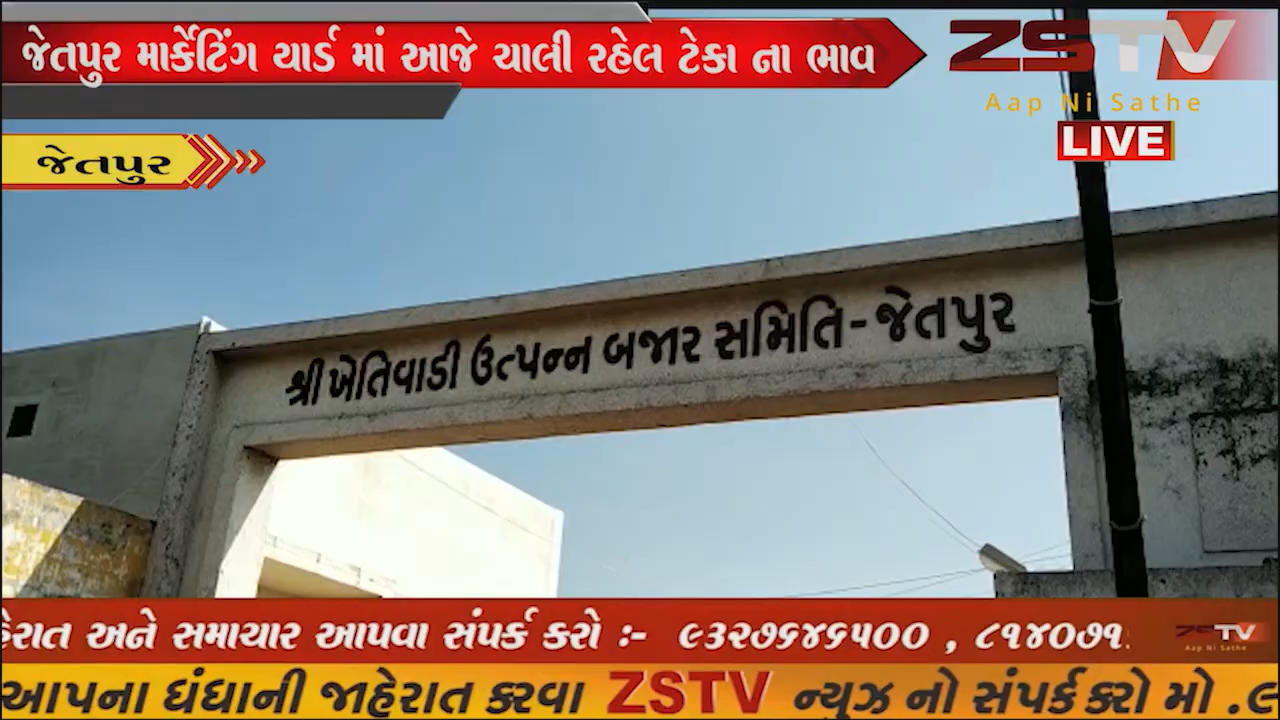 જેતપુર માર્કેટિંગ યાર્ડ માં આજે ચાલી રહેલ ટેકા ના ભાવ
ZSTV
Aap Ni Sathe
LIVE
જેતપુર
શ્રી ખેતિવાડી ઉત્પન્ન બજાર સમિતિ-જેતપુર
હેરાત અને સમાચાર આપવા સંપર્ક કરો :- ૯૩૨૭૬૪૬૫૦૦ , ૮૧૪૦૭૧
ZSTV
Aap Ni Sathe
આપના ધંધાની જાહેરાત કરવા ZSTV ન્યુઝ નો સંપર્ક કરો મો .૯